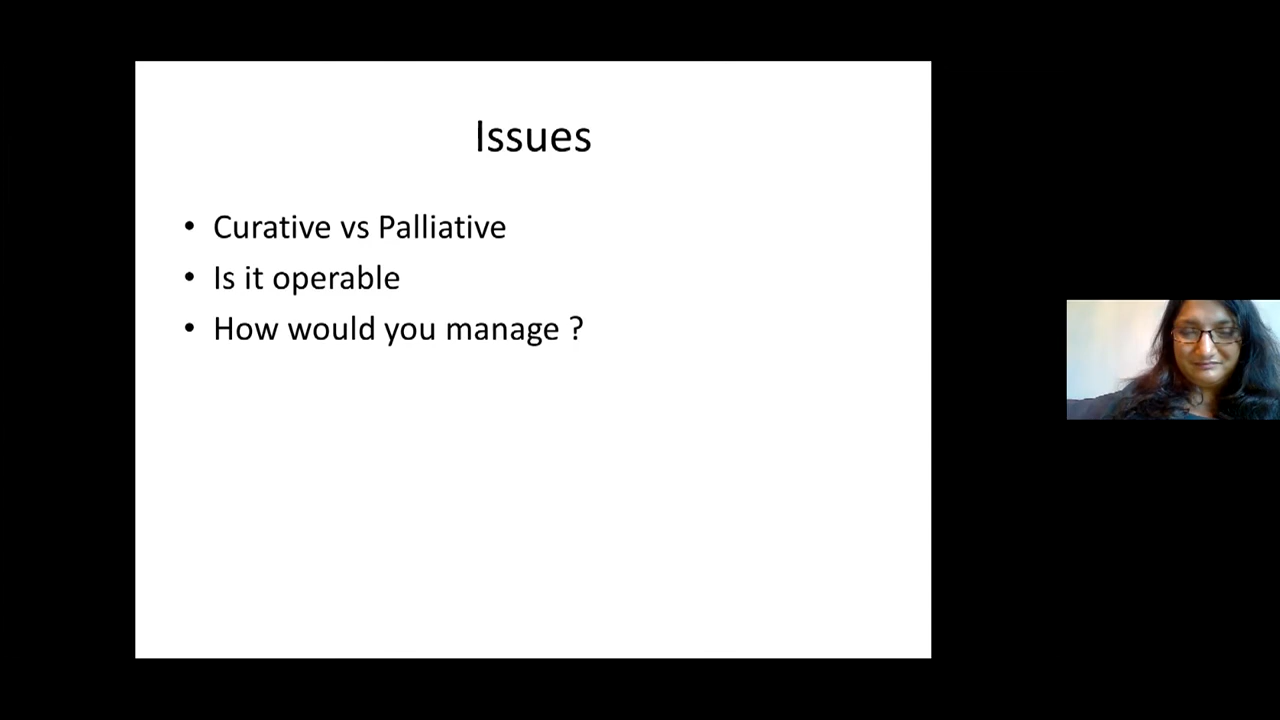 Issues
• Curative vs Palliative
• Is it operable
• How would you manage ?